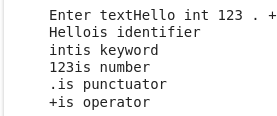 Enter textHello int 123 . +
Hellois identifier
intis keyword
123is number
.is punctuator
+is operator